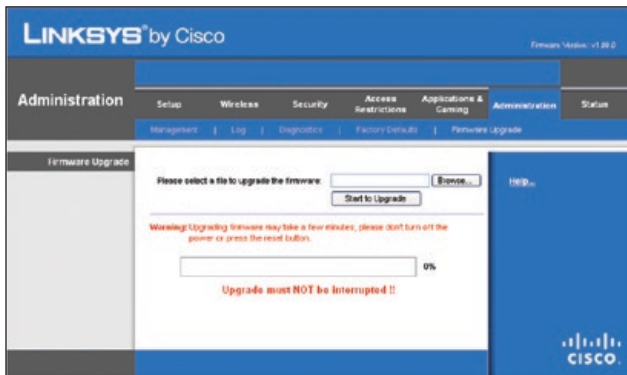 LINKSYS® by Cisco
Firmware Version: v1.00.0
Administration
Setup
Wireless
Security
Access Restrictions
Applications & Gaming
Administration
Status
Management | Log | Diagnostics | Factory Defaults | Firmware Upgrade
Firmware Upgrade
Please select a file to upgrade the firmware: Browse...
Start to Upgrade
Help...
Warning: Upgrading firmware may take a few minutes, please don't turn off the
power or press the reset button.
0%
Upgrade must NOT be interrupted !!
CISCO.